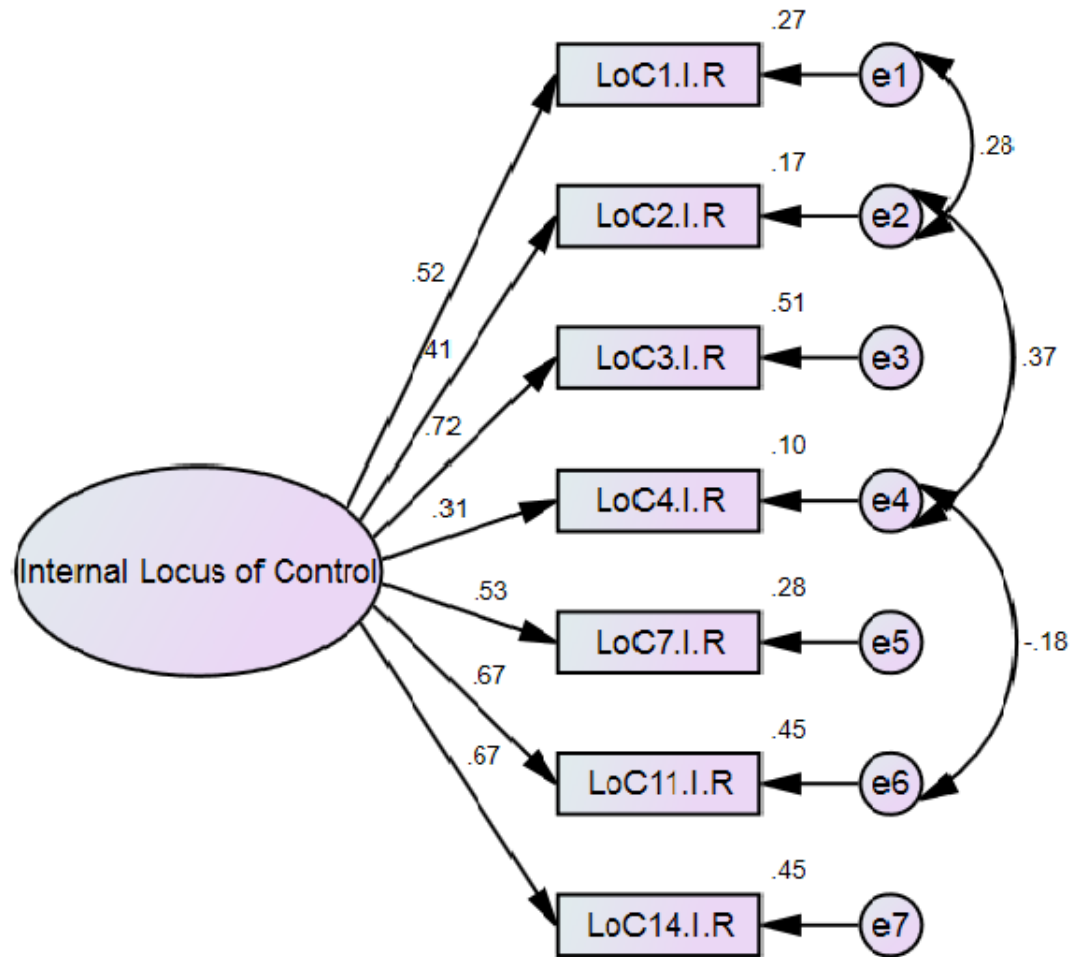 .27
LoC1.I.R
e1
.28
.17
LoC2.I.R
e2
.52
.41
.51
LoC3.I.R
e3
.37
.72
.10
LoC4.I.R
e4
.31
Internal Locus of Control
.53
.28
LoC7.I.R
e5
-.18
.67
.45
LoC11.I.R
e6
.67
.45
LoC14.I.R
e7